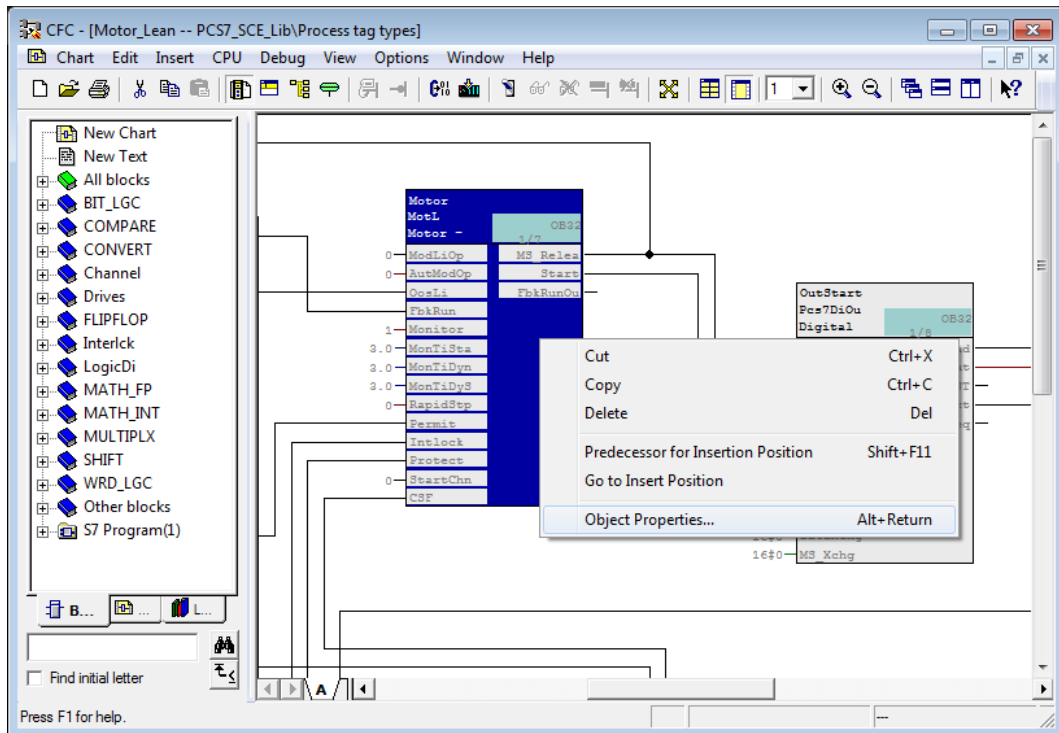 CFC - [Motor_Lean -- PCS7_SCE_Lib\Process tag types]
Chart Edit Insert CPU Debug View Options Window Help
1
New Chart
New Text
All blocks
BIT_LGC
COMPARE
CONVERT
Channel
Drives
FLIPFLOP
Interlck
LogicDi
MATH_FP
MATH_INT
MULTIPLX
SHIFT
WRD_LGC
Other blocks
S7 Program(1)
B... ... L...
Find initial letter
Motor
MotL
Motor - OB32
1/7
0 ModLiOp MS_Relea
0 AutModOp Start
OosLi FbkRunOu
FbkRun
1 Monitor
3.0 MonTiSta
3.0 MonTiDyn
3.0 MonTiDyS
0 RapidStp
Permit
Intlock
Protect
0 StartChn
CSF
OutStart
Pcs7DiOu
Digital OB32
1/8
Cut Ctrl+X
Copy Ctrl+C
Delete Del
Predecessor for Insertion Position Shift+F11
Go to Insert Position
Object Properties... Alt+Return
16#0 MS_Xchg
A
Press F1 for help.
---